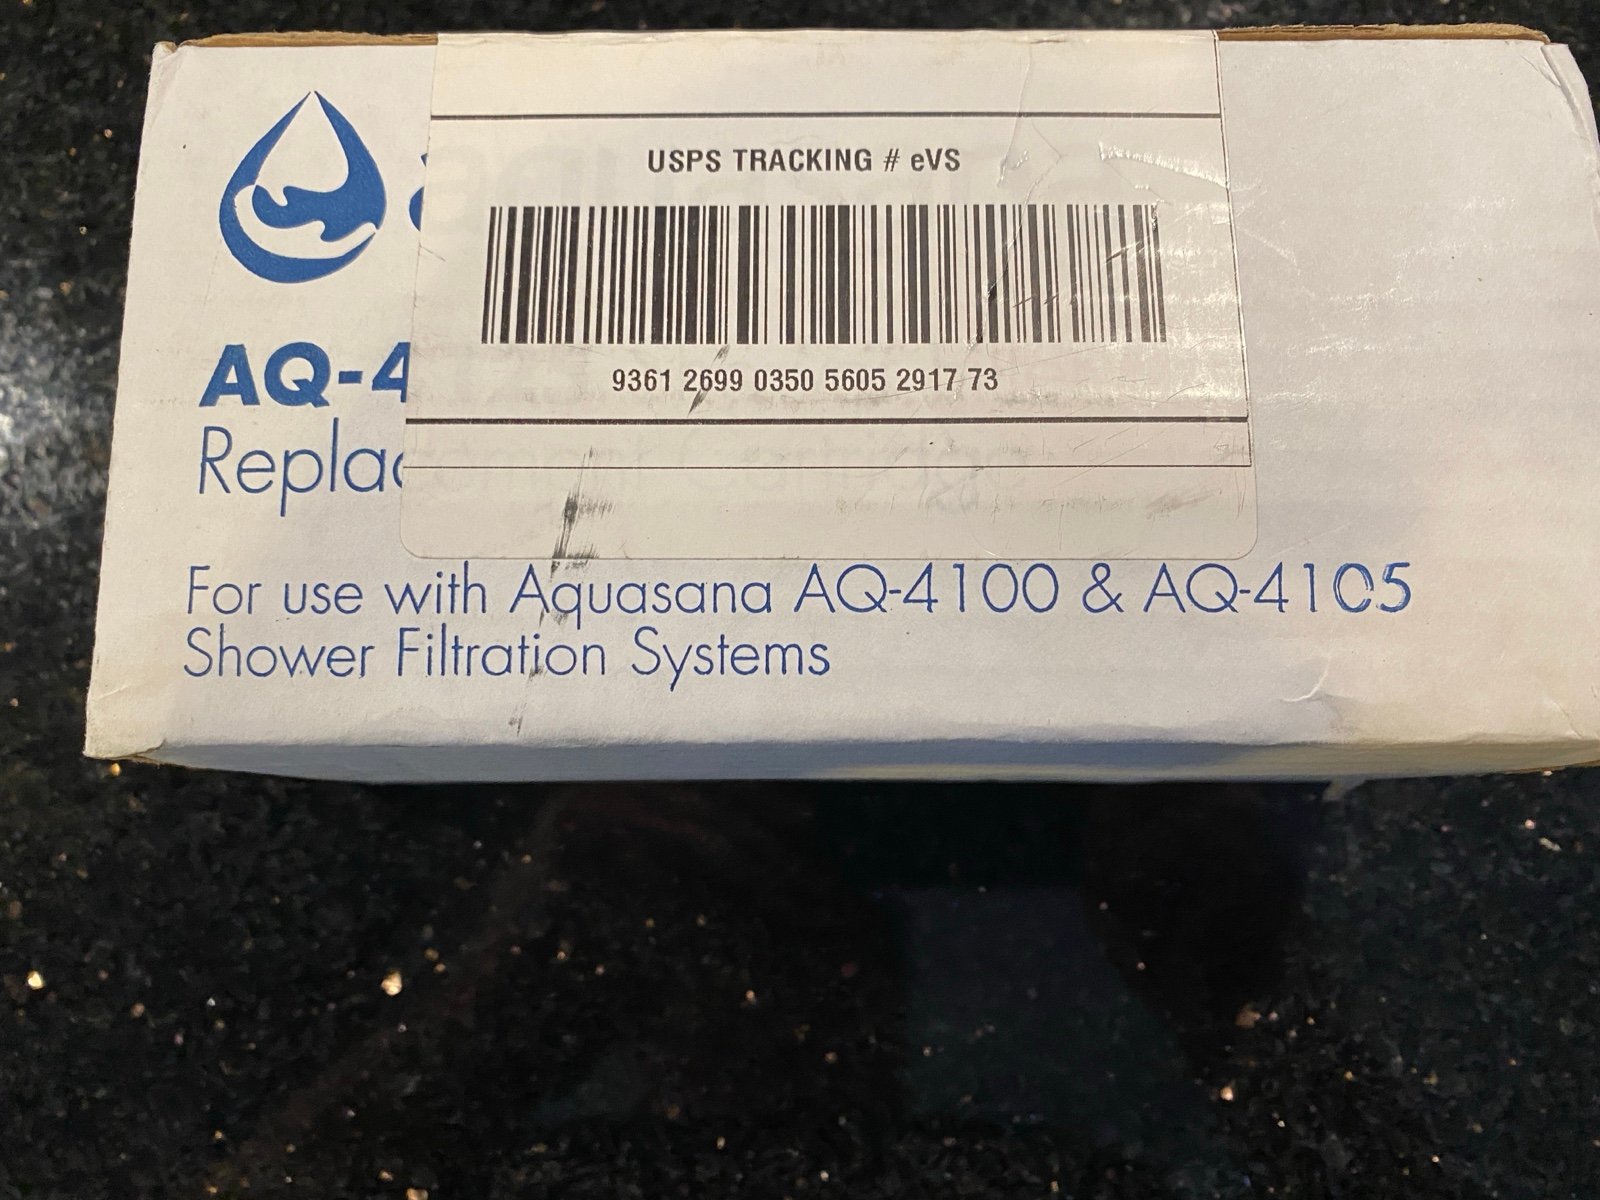 USPS TRACKING # eVS
9361 2699 0350 5605 2917 73
AQ-4
Replac
For use with Aquasana AQ-4100 & AQ-4105
Shower Filtration Systems